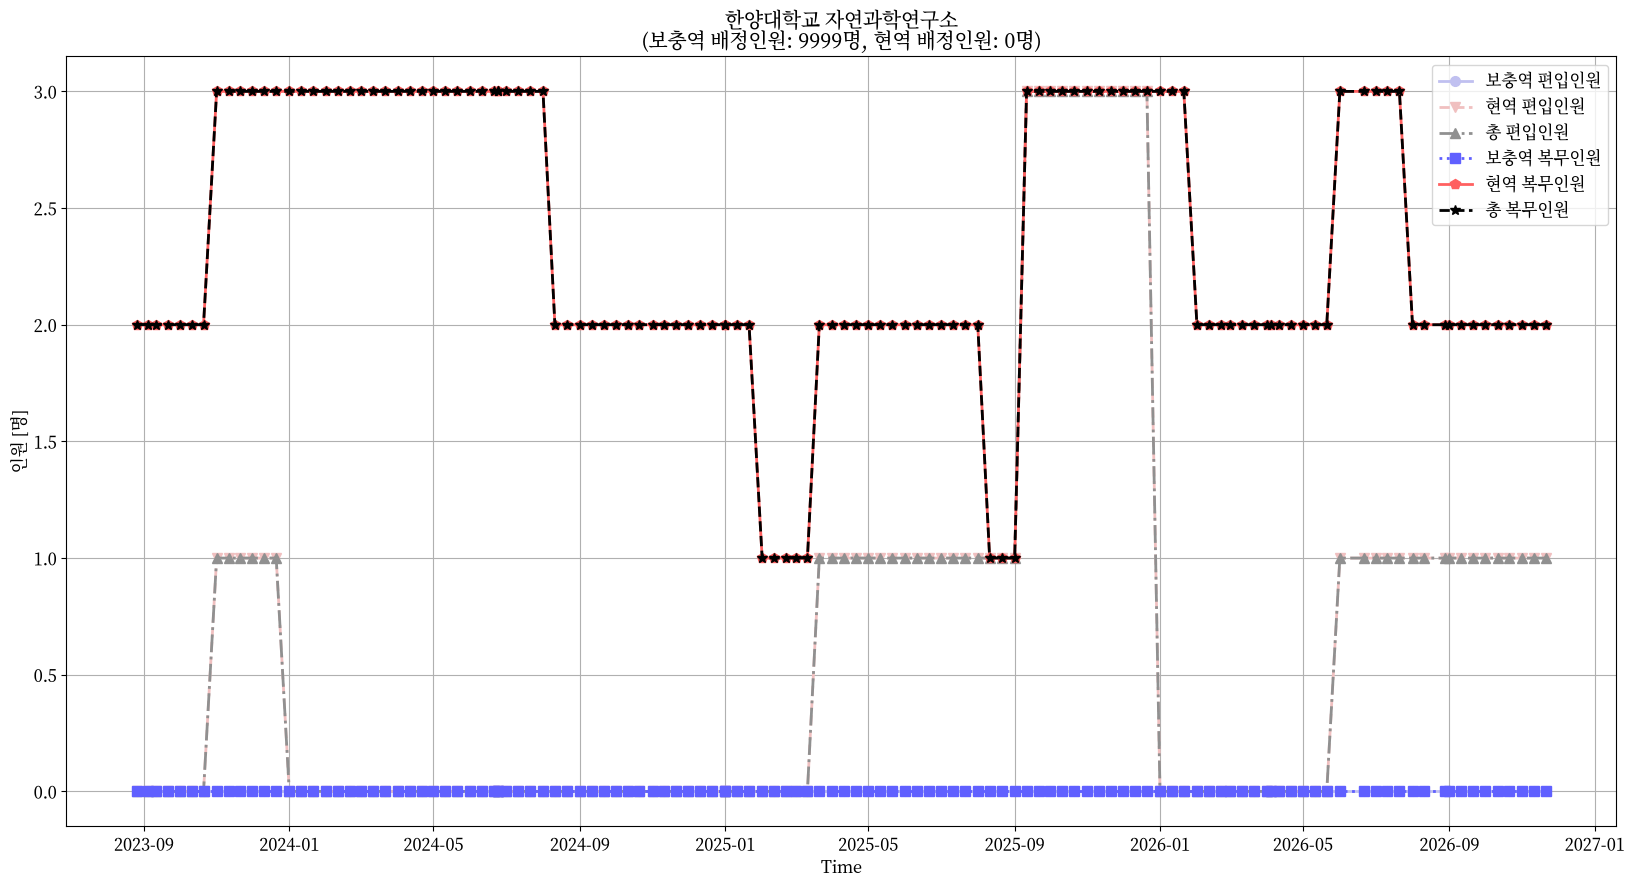 한양대학교 자연과학연구소
(보충역 배정인원: 9999명, 현역 배정인원: 0명)
보충역 편입인원
현역 편입인원
총 편입인원
보충역 복무인원
현역 복무인원
총 복무인원
인원 [명]
3.0
2.5
2.0
1.5
1.0
0.5
0.0
2023-09
2024-01
2024-05
2024-09
2025-01
2025-05
2025-09
2026-01
2026-05
2026-09
2027-01
Time